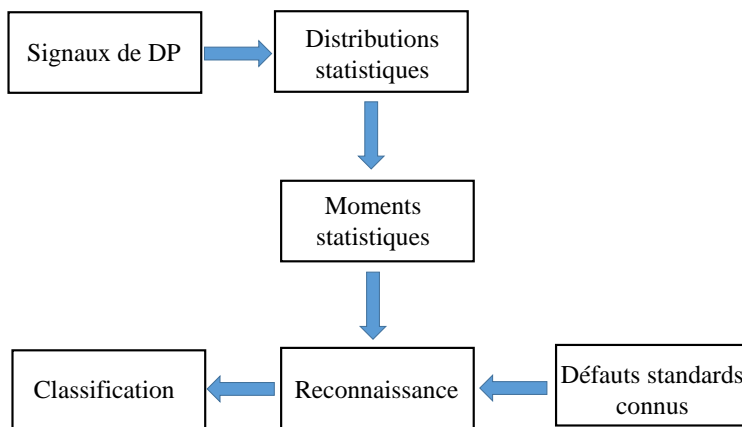 Signaux de DP
Distributions
statistiques
Moments
statistiques
Classification
Reconnaissance
Défauts standards
connus